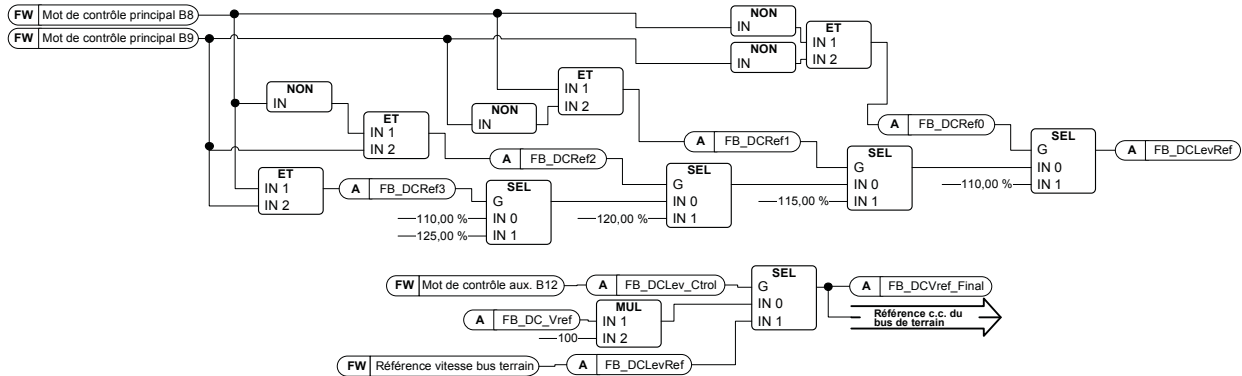 FW Mot de contrôle principal B8
FW Mot de contrôle principal B9
NON
IN
NON
IN
ET
IN 1
IN 2
NON
IN
ET
IN 1
IN 2
NON
IN
ET
IN 1
IN 2
A FB_DCRef0
A FB_DCRef1
A FB_DCRef2
ET
IN 1
IN 2
A FB_DCRef3
SEL
G
IN 0
IN 1
110,00 %
125,00 %
SEL
G
IN 0
IN 1
120,00 %
SEL
G
IN 0
IN 1
115,00 %
SEL
G
IN 0
IN 1
110,00 %
A FB_DCLevRef
FW Mot de contrôle aux. B12
A FB_DCLev_Ctrol
SEL
G
IN 0
IN 1
A FB_DCVref_Final
A FB_DC_Vref
100
MUL
IN 1
IN 2
Référence c.c. du
bus de terrain
FW Référence vitesse bus terrain
A FB_DCLevRef